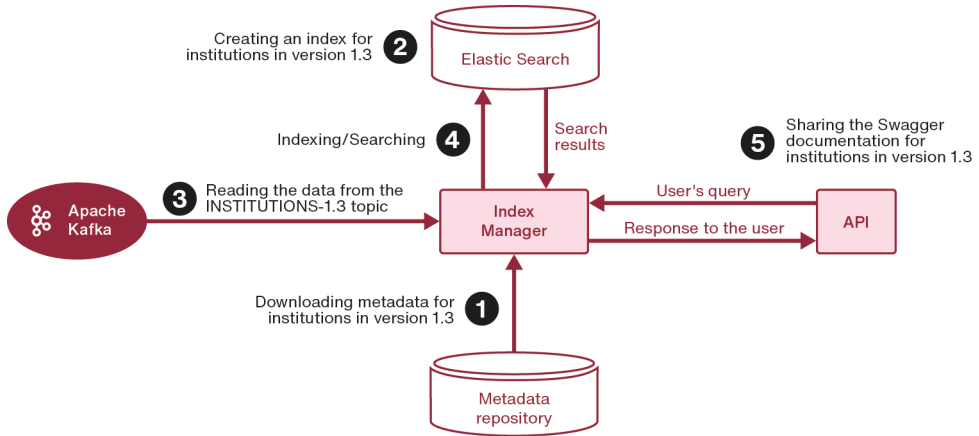 Creating an index for
institutions in version 1.3
2
Elastic Search
Indexing/Searching
4
Search
results
5
Sharing the Swagger
documentation for
institutions in version 1.3
Apache
Kafka
3
Reading the data from the
INSTITUTIONS-1.3 topic
Index
Manager
User's query
Response to the user
API
Downloading metadata for
institutions in version 1.3
1
Metadata
repository